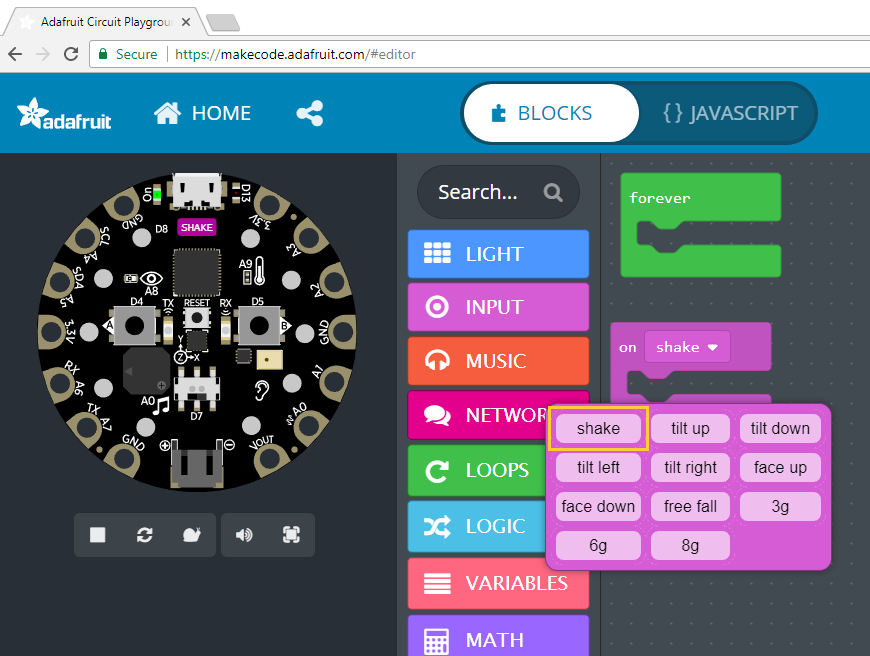 Adafruit Circuit Playgrou
Secure
https://makecode.adafruit.com/#editor
adafruit
HOME
BLOCKS
{} JAVASCRIPT
On
D13
GND
D8
SHAKE
3.3V
SCL
A4
A3
SDA
A5
A8
A9
A2
D4
TX
RESET
RX
D5
3.3V
A
B
GND
Y
Z
X
RX
A6
A1
A0
TX
A7
D7
A0
GND
VOUT
Search...
LIGHT
INPUT
MUSIC
NETWOR
LOOPS
LOGIC
VARIABLES
MATH
forever
on shake
shake tilt up tilt down
tilt left tilt right face up
face down free fall 3g
6g 8g